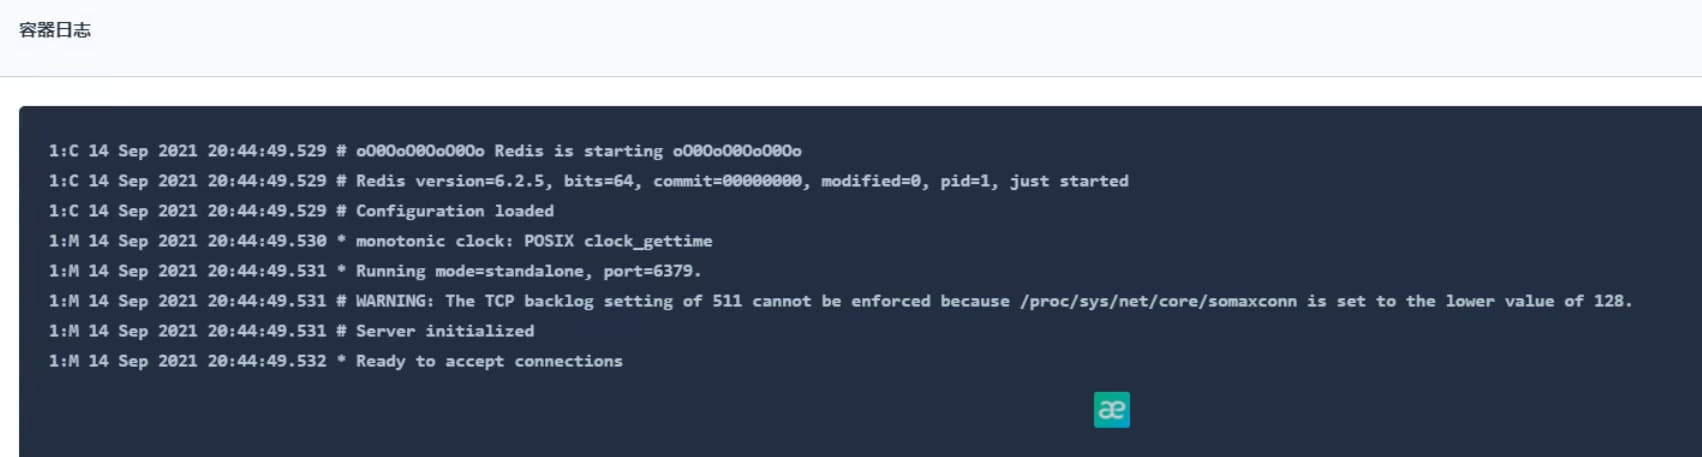 容器日志
1:C 14 Sep 2021 20:44:49.529 # oO0OoO0OoO0Oo Redis is starting oO0OoO0OoO0Oo
1:C 14 Sep 2021 20:44:49.529 # Redis version=6.2.5, bits=64, commit=00000000, modified=0, pid=1, just started
1:C 14 Sep 2021 20:44:49.529 # Configuration loaded
1:M 14 Sep 2021 20:44:49.530 * monotonic clock: POSIX clock_gettime
1:M 14 Sep 2021 20:44:49.531 * Running mode=standalone, port=6379.
1:M 14 Sep 2021 20:44:49.531 # WARNING: The TCP backlog setting of 511 cannot be enforced because /proc/sys/net/core/somaxconn is set to the lower value of 128.
1:M 14 Sep 2021 20:44:49.531 # Server initialized
1:M 14 Sep 2021 20:44:49.532 * Ready to accept connections
æ